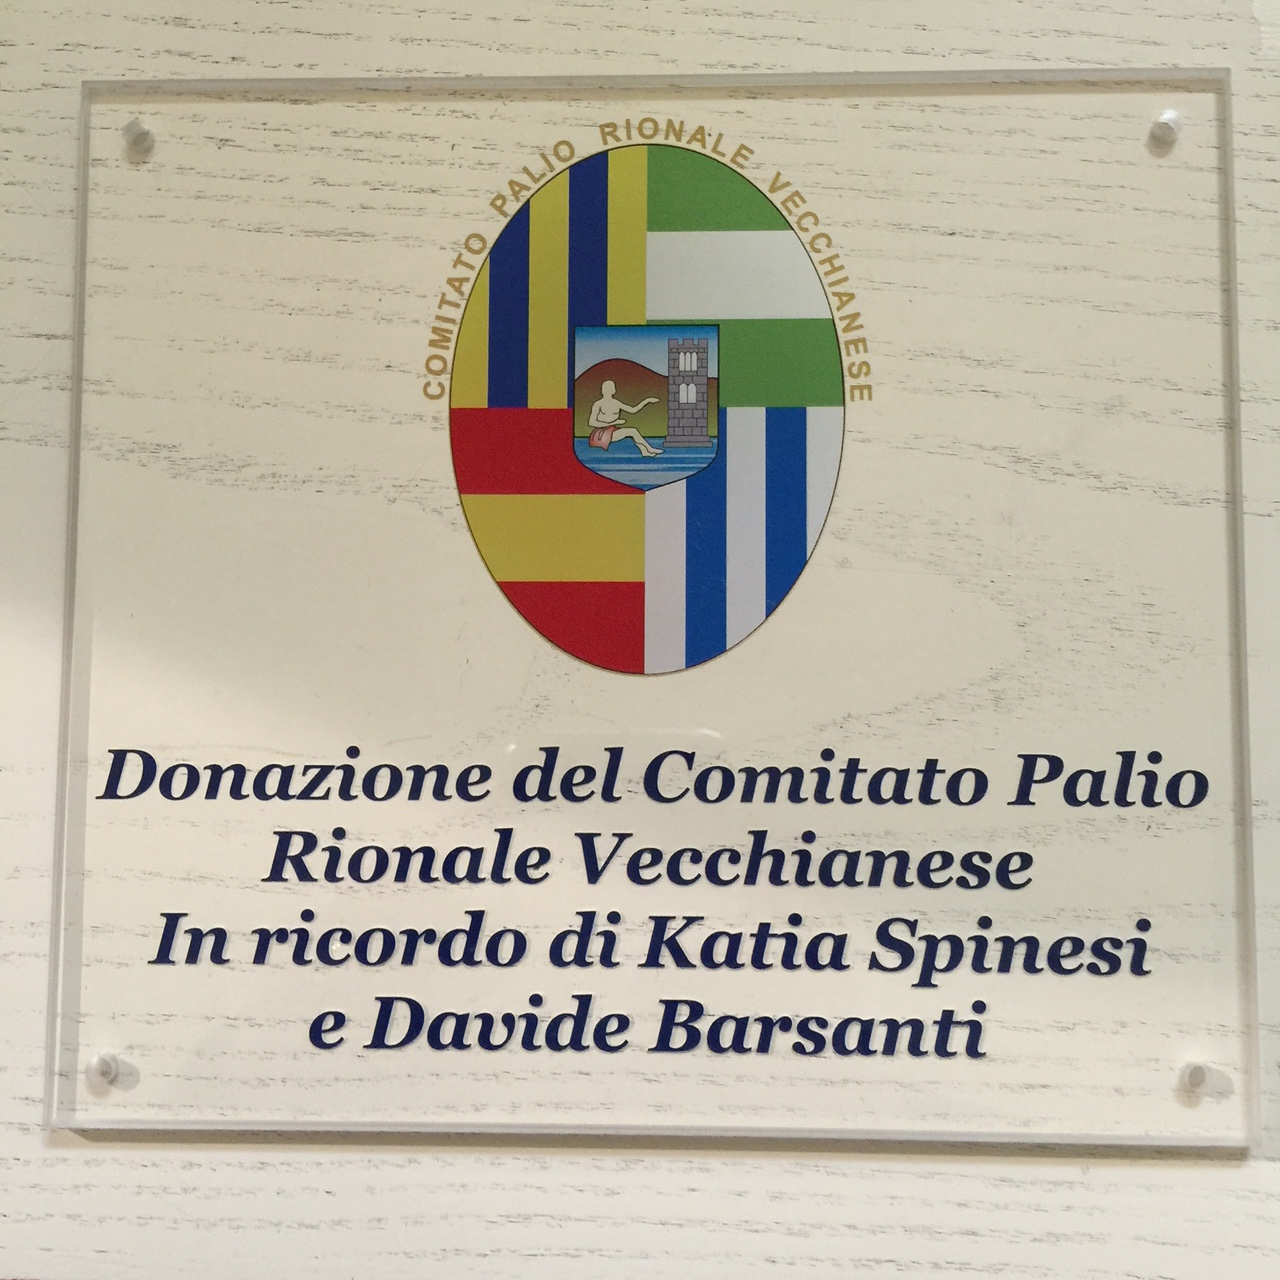 COMITATO PALIO RIONALE VECCHIANESE
Donazione del Comitato Palio
Rionale Vecchianese
In ricordo di Katia Spinesi
e Davide Barsanti